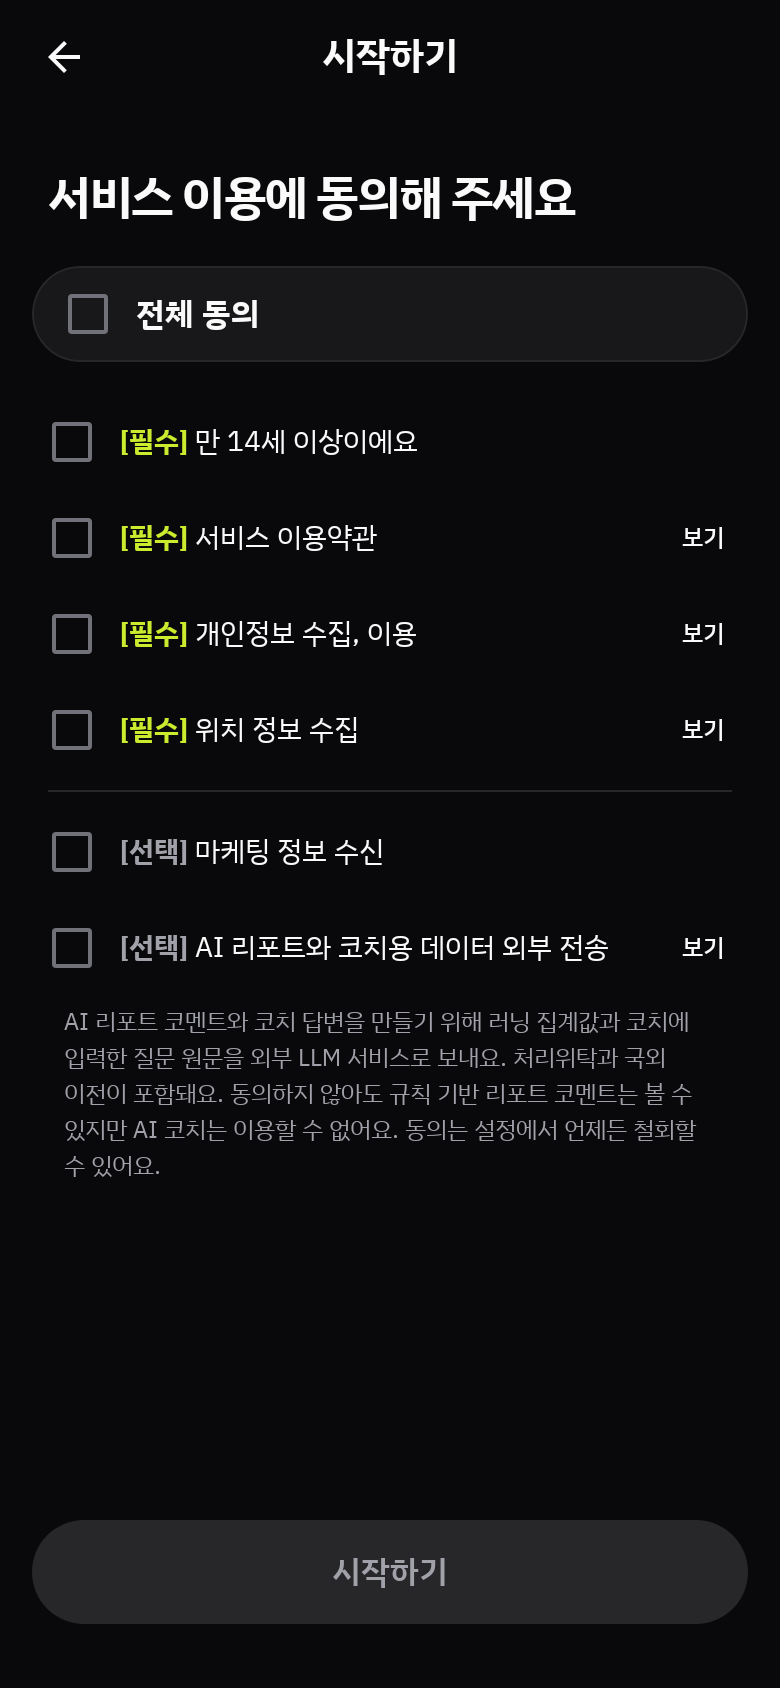 시작하기
서비스 이용에 동의해 주세요
전체 동의
[필수] 만 14세 이상이에요
[필수] 서비스 이용약관 보기
[필수] 개인정보 수집, 이용 보기
[필수] 위치 정보 수집 보기
[선택] 마케팅 정보 수신
[선택] AI 리포트와 코치용 데이터 외부 전송 보기
AI 리포트 코멘트와 코치 답변을 만들기 위해 러닝 집계값과 코치에
입력한 질문 원문을 외부 LLM 서비스로 보내요. 처리위탁과 국외
이전이 포함돼요. 동의하지 않아도 규칙 기반 리포트 코멘트는 볼 수
있지만 AI 코치는 이용할 수 없어요. 동의는 설정에서 언제든 철회할
수 있어요.
시작하기